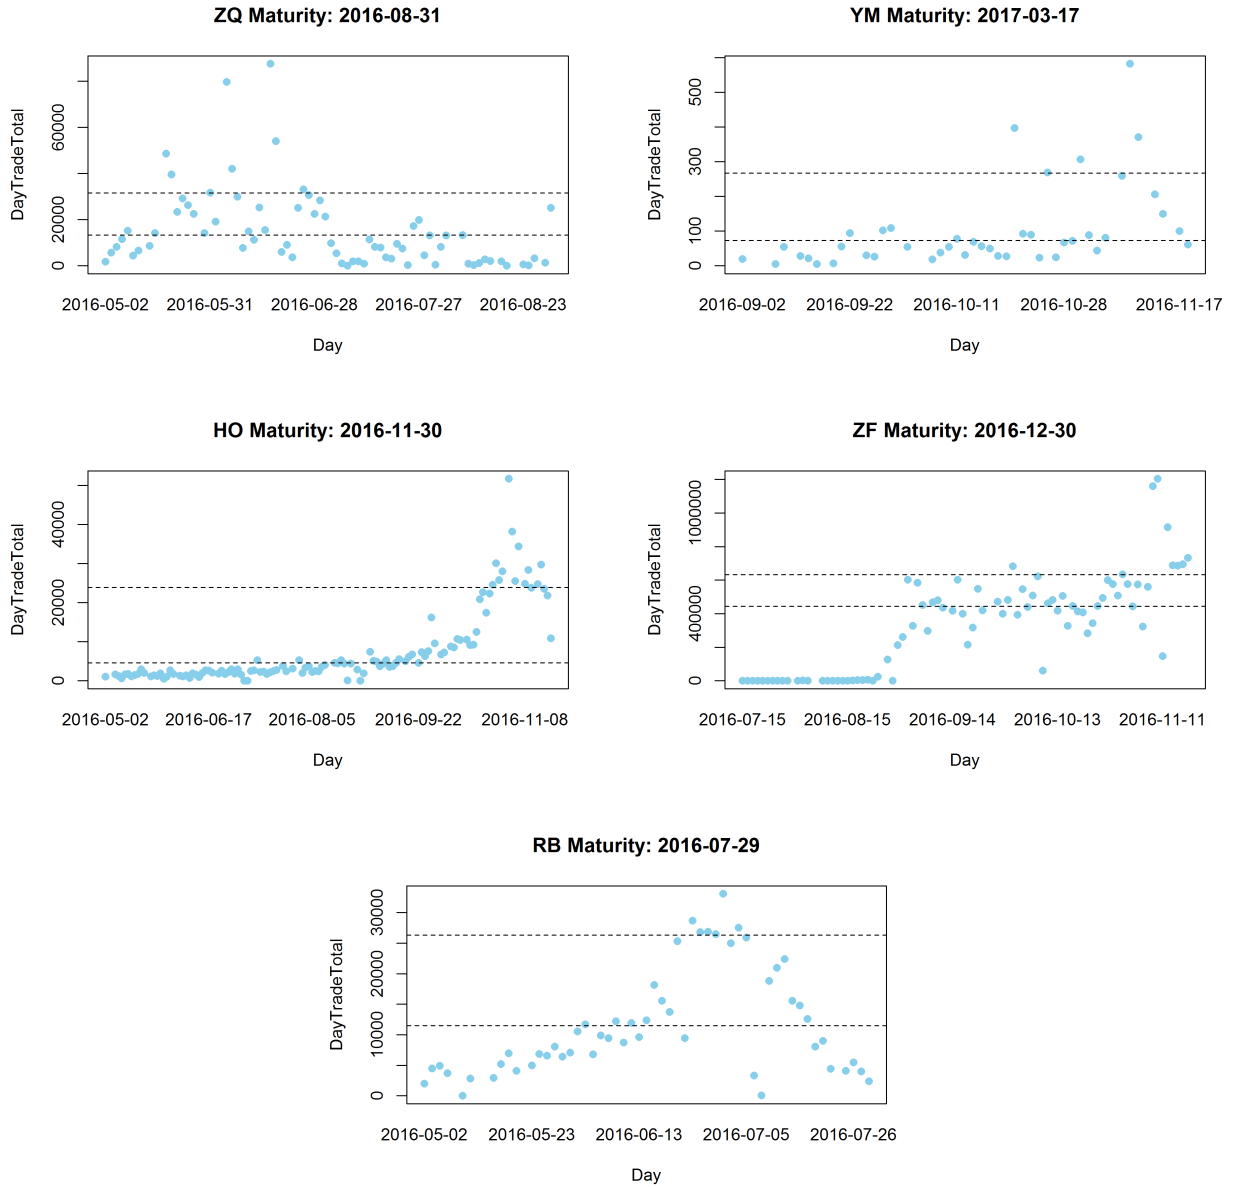 ZQ Maturity: 2016-08-31
DayTradeTotal
0
20000
60000
2016-05-02 2016-05-31 2016-06-28 2016-07-27 2016-08-23
Day
YM Maturity: 2017-03-17
DayTradeTotal
0
100
300
500
2016-09-02 2016-09-22 2016-10-11 2016-10-28 2016-11-17
Day
HO Maturity: 2016-11-30
DayTradeTotal
0
20000
40000
2016-05-02 2016-06-17 2016-08-05 2016-09-22 2016-11-08
Day
ZF Maturity: 2016-12-30
DayTradeTotal
0
400000
1000000
2016-07-15 2016-08-15 2016-09-14 2016-10-13 2016-11-11
Day
RB Maturity: 2016-07-29
DayTradeTotal
0
10000
20000
30000
2016-05-02 2016-05-23 2016-06-13 2016-07-05 2016-07-26
Day